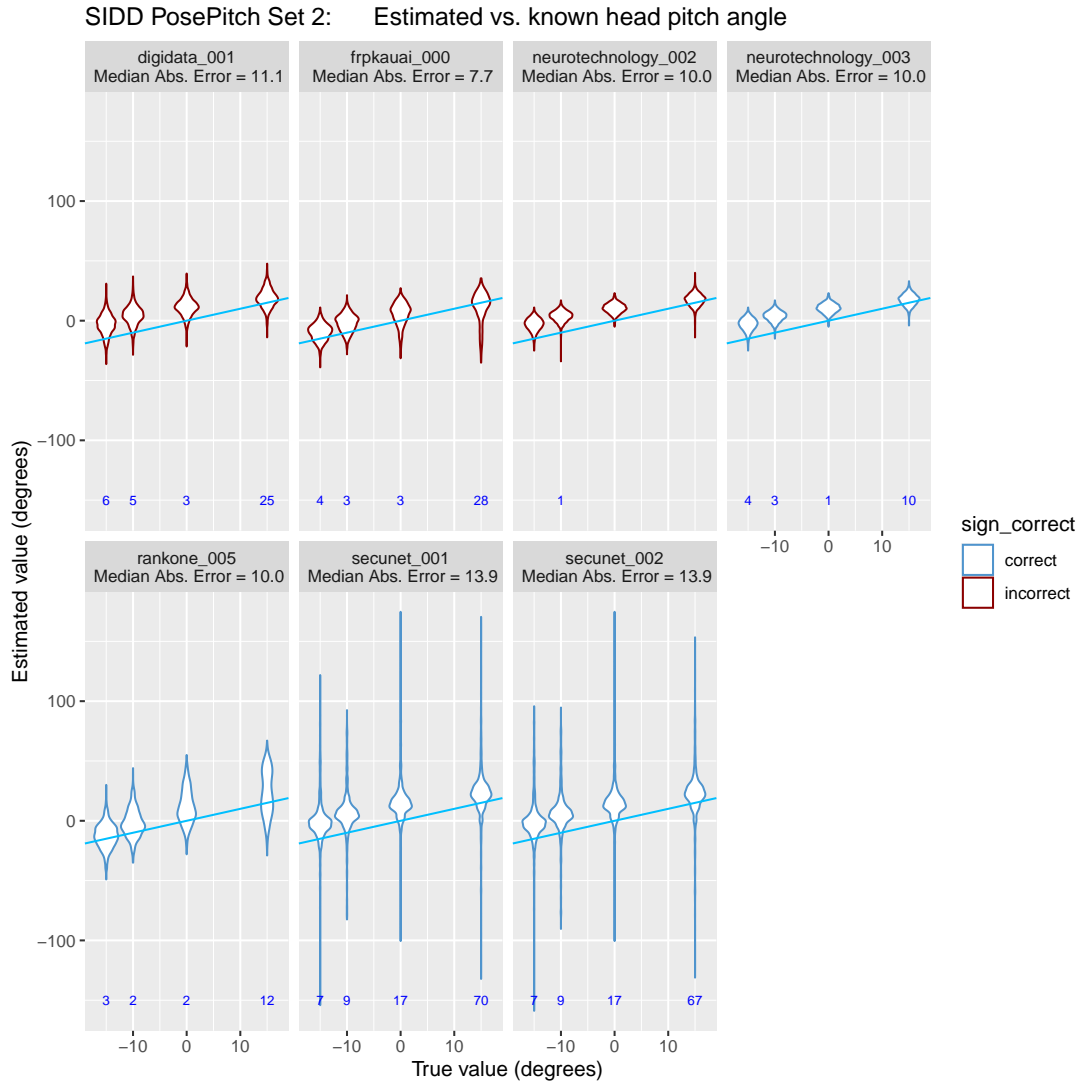 SIDD PosePitch Set 2: Estimated vs. known head pitch angle
digidata_001
Median Abs. Error = 11.1
frpkauai_000
Median Abs. Error = 7.7
neurotechnology_002
Median Abs. Error = 10.0
neurotechnology_003
Median Abs. Error = 10.0
100
0
−100
6 5 3 25
4 3 3 28
1
4 3 1 10
−10 0 10
rankone_005
Median Abs. Error = 10.0
secunet_001
Median Abs. Error = 13.9
secunet_002
Median Abs. Error = 13.9
100
0
−100
3 2 2 12
7 9 17 70
7 9 17 67
−10 0 10
−10 0 10
−10 0 10
True value (degrees)
Estimated value (degrees)
sign_correct
correct
incorrect